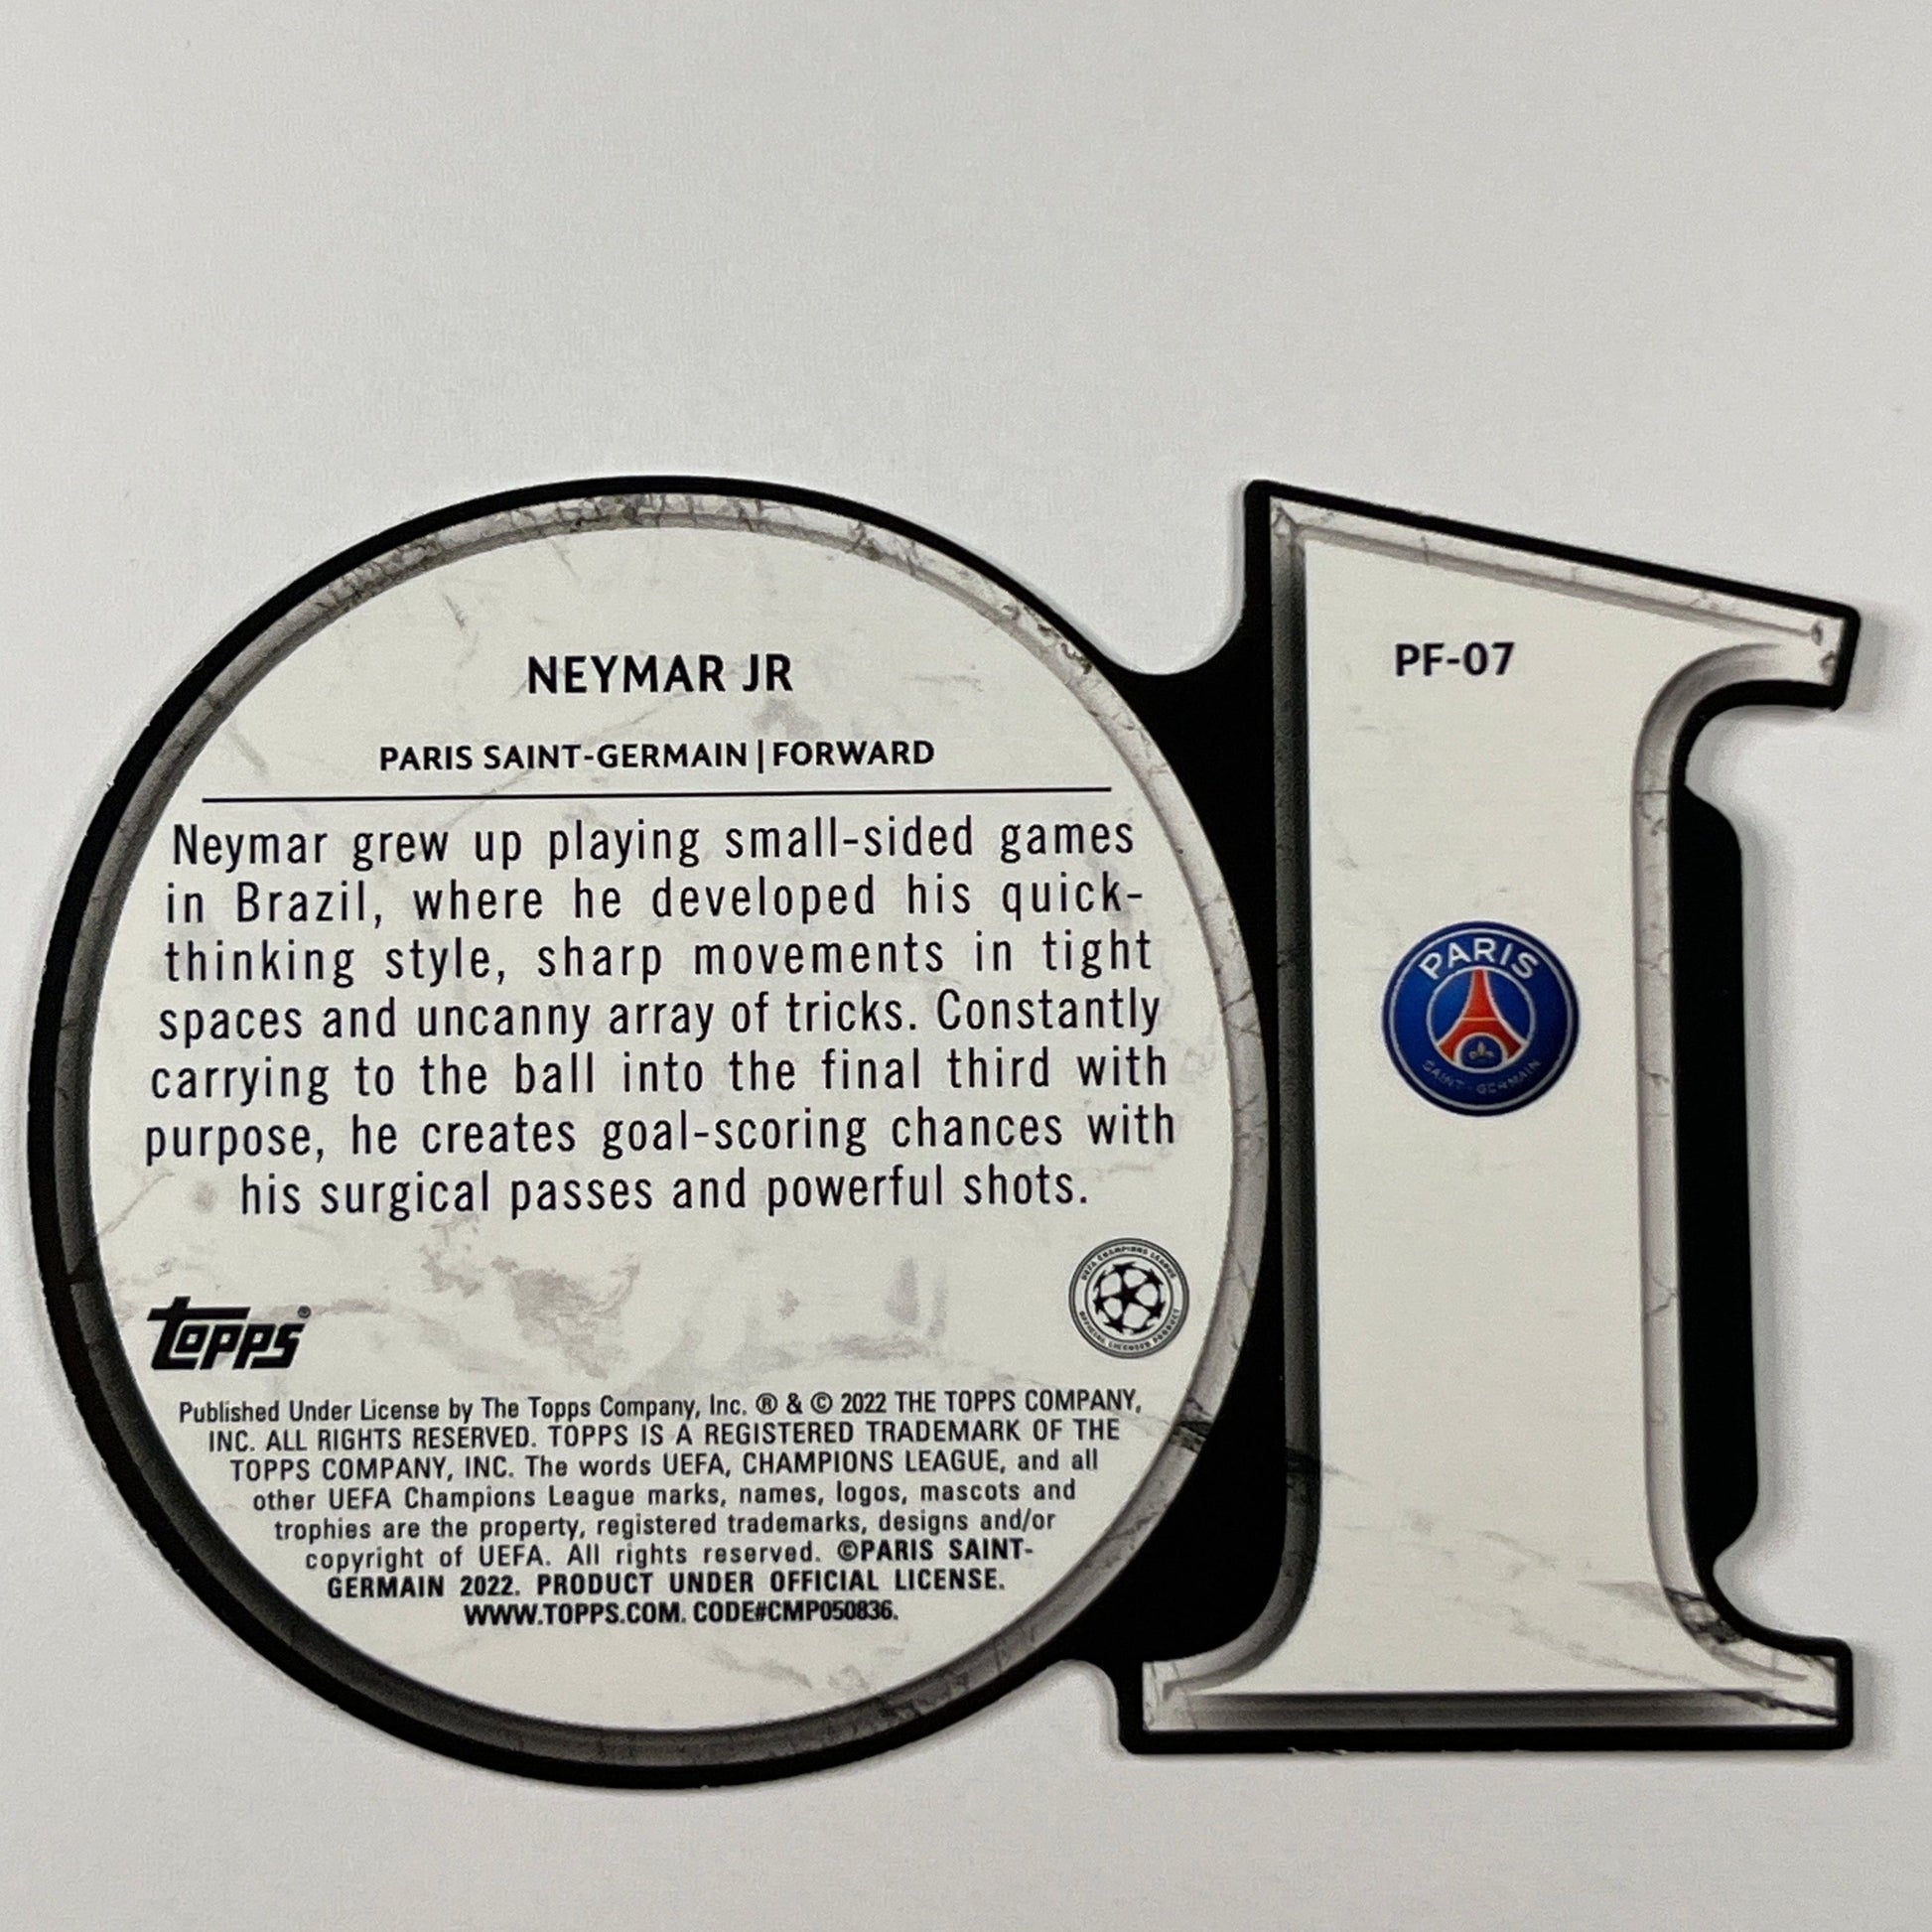 NEYMAR JR
PARIS SAINT-GERMAIN | FORWARD
Neymar grew up playing small-sided games
in Brazil, where he developed his quick-
thinking style, sharp movements in tight
spaces and uncanny array of tricks. Constantly
carrying to the ball into the final third with
purpose, he creates goal-scoring chances with
his surgical passes and powerful shots.
TOPPS®
UEFA CHAMPIONS LEAGUE
OFFICIAL LICENSED PRODUCT
Published Under License by The Topps Company, Inc. ® & © 2022 THE TOPPS COMPANY,
INC. ALL RIGHTS RESERVED. TOPPS IS A REGISTERED TRADEMARK OF THE
TOPPS COMPANY, INC. The words UEFA, CHAMPIONS LEAGUE, and all
other UEFA Champions League marks, names, logos, mascots and
trophies are the property, registered trademarks, designs and/or
copyright of UEFA. All rights reserved. ©PARIS SAINT-
GERMAIN 2022. PRODUCT UNDER OFFICIAL LICENSE.
WWW.TOPPS.COM. CODE#CMP050836.
PF-07
PARIS
SAINT-GERMAIN